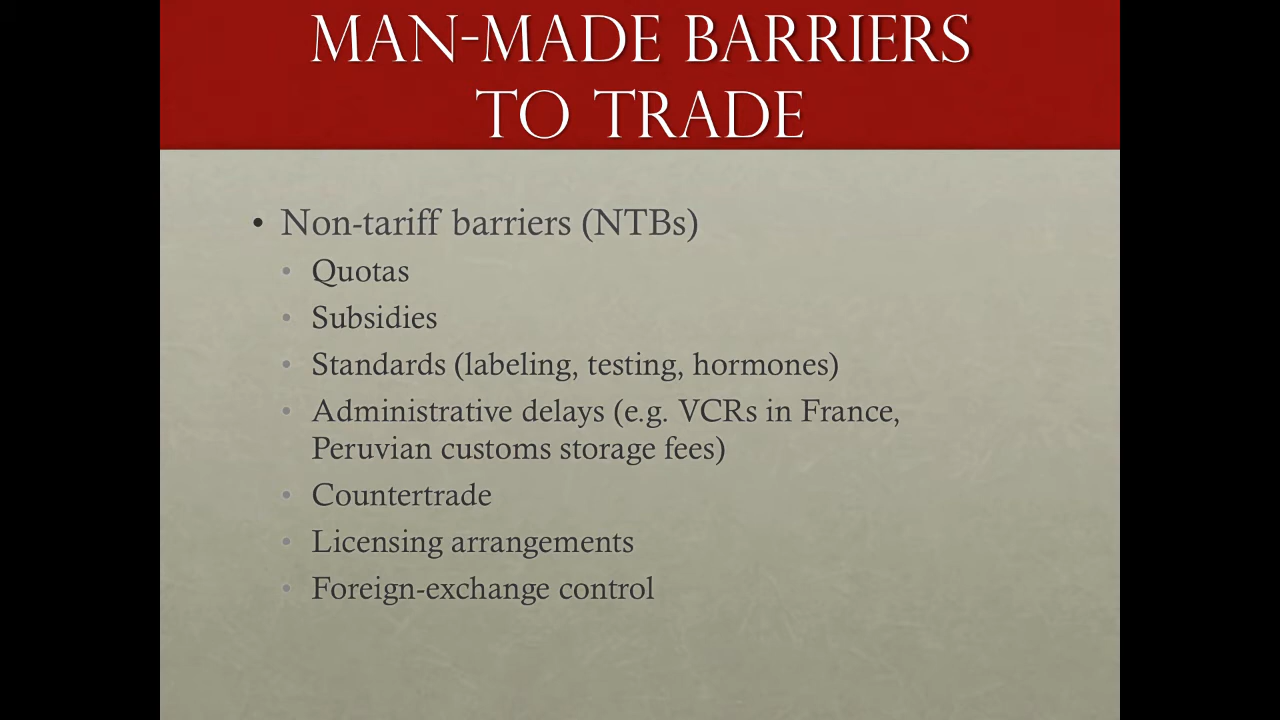 MAN-MADE BARRIERS
TO TRADE
• Non-tariff barriers (NTBs)
• Quotas
• Subsidies
• Standards (labeling, testing, hormones)
• Administrative delays (e.g. VCRs in France,
Peruvian customs storage fees)
• Countertrade
• Licensing arrangements
• Foreign-exchange control